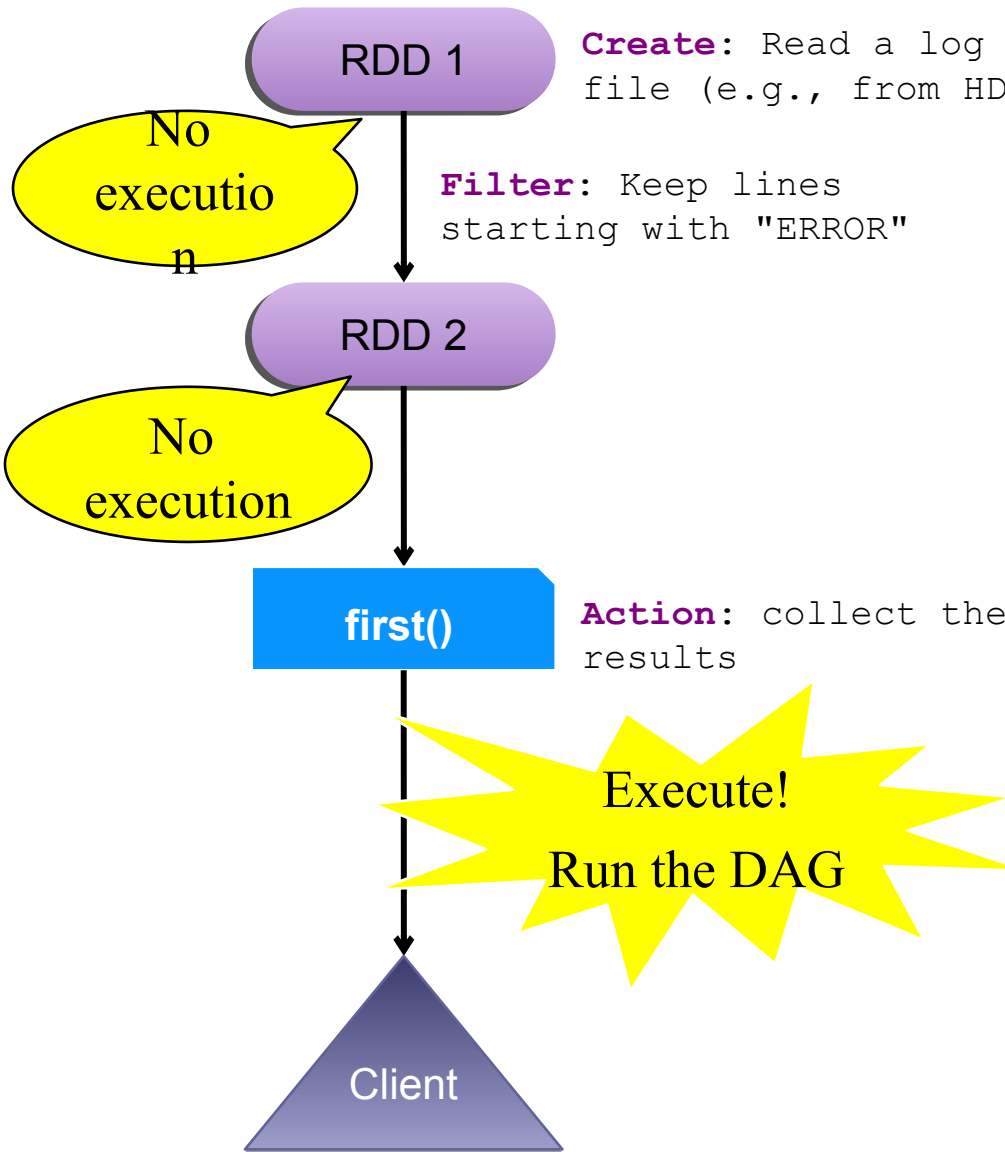 RDD 1
Create: Read a log
file (e.g., from HD
No
executio
n
Filter: Keep lines
starting with "ERROR"
RDD 2
No
execution
first()
Action: collect the
results
Execute!
Run the DAG
Client